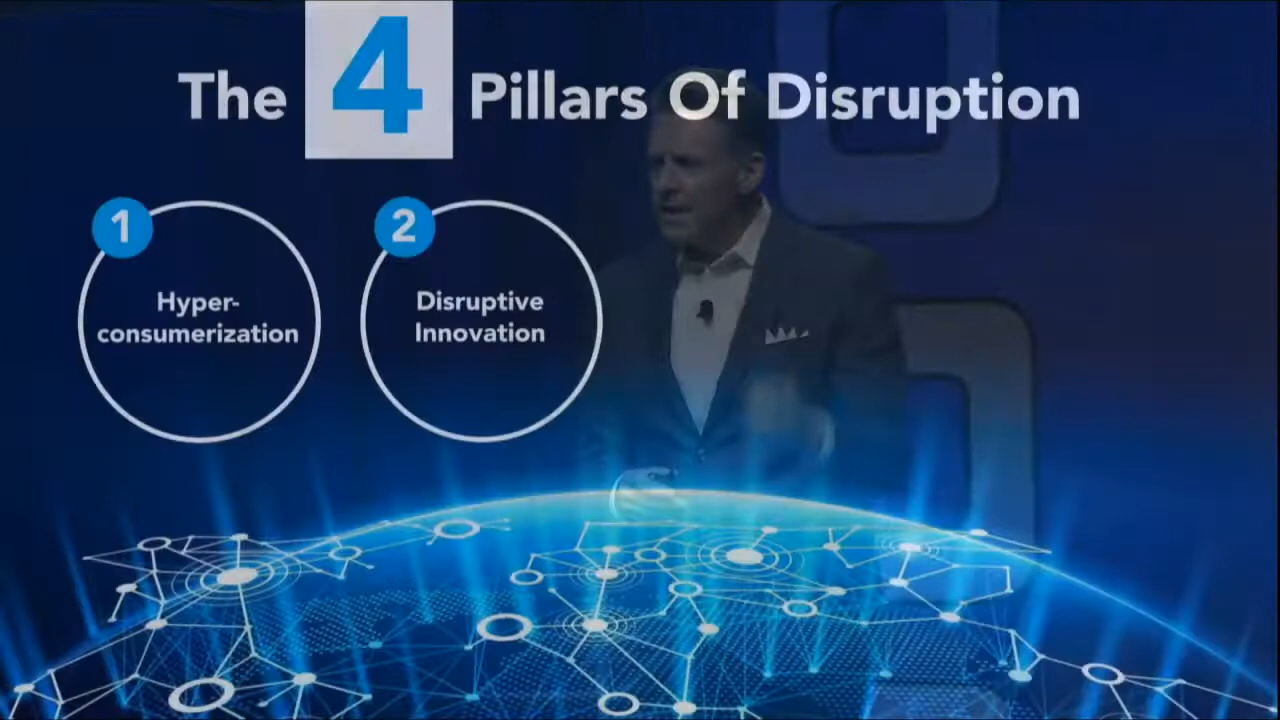 The 4 Pillars Of Disruption
1
2
Hyper-
consumerization
Disruptive
Innovation